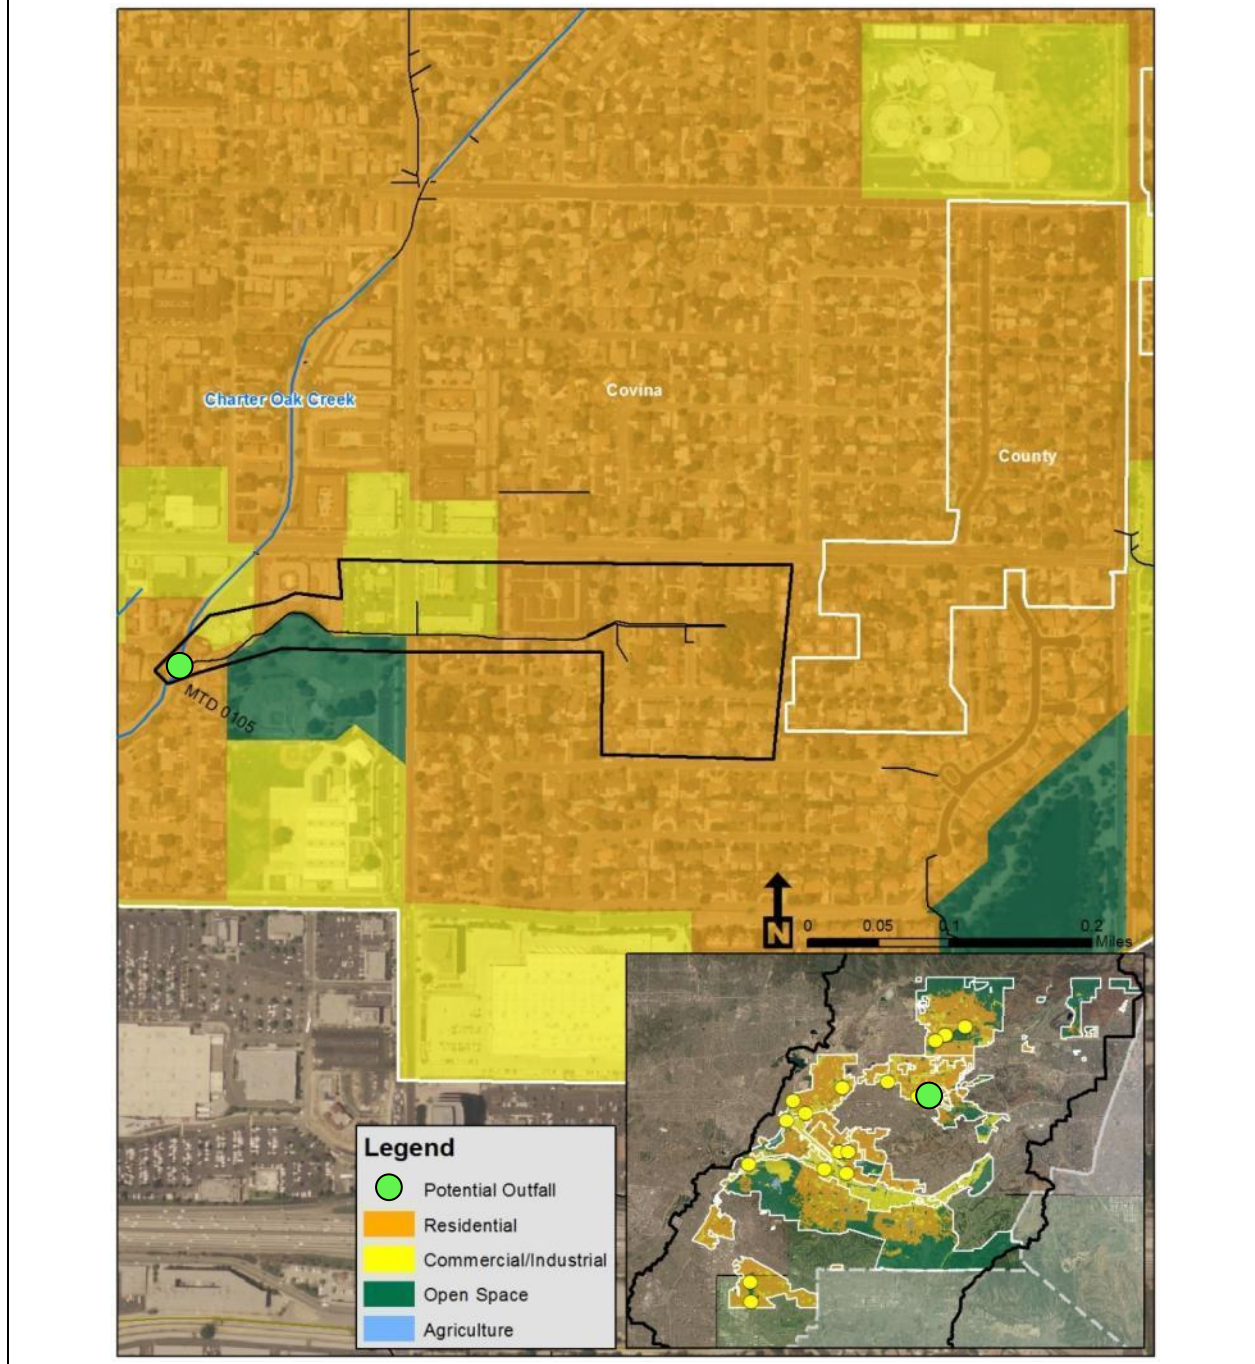 Charter Oak Creek
Covina
County
MTD 0105
N
0 0.05 0.1 0.2
Miles
Legend
Potential Outfall
Residential
Commercial/Industrial
Open Space
Agriculture